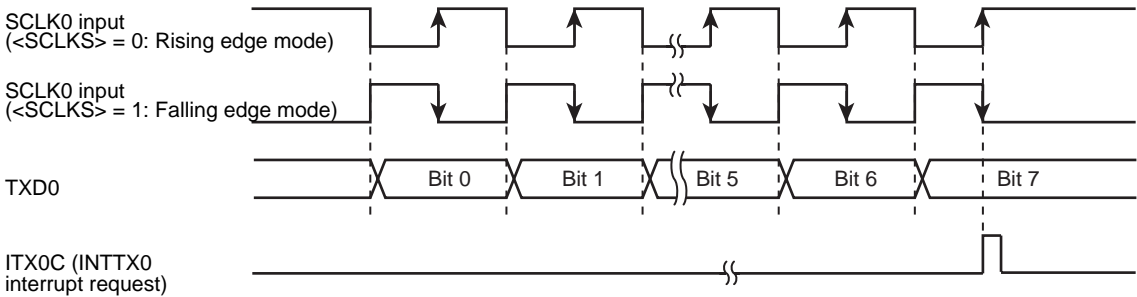 SCLK0 input
(<SCLKS> = 0: Rising edge mode)
SCLK0 input
(<SCLKS> = 1: Falling edge mode)
TXD0
Bit 0
Bit 1
Bit 5
Bit 6
Bit 7
ITX0C (INTTX0
interrupt request)